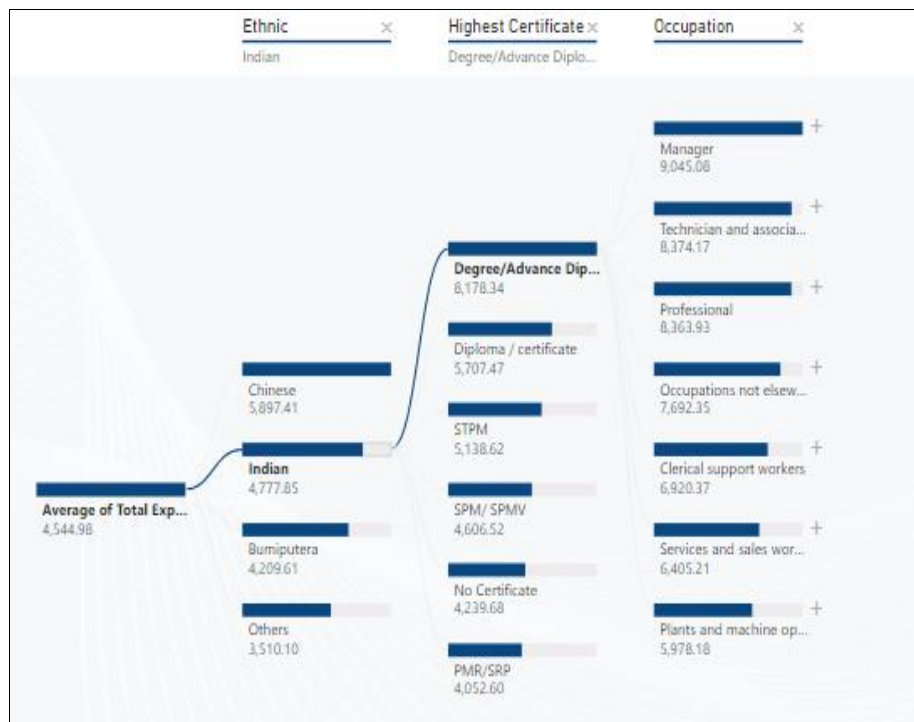 Ethnic
Indian
Highest Certificate
Degree/Advance Diplo...
Occupation
Average of Total Exp...
4,544.98
Chinese
5,897.41
Indian
4,777.85
Bumiputera
4,209.61
Others
3,510.10
Degree/Advance Dip...
8,178.34
Diploma / certificate
5,707.47
STPM
5,138.62
SPM/ SPMV
4,606.52
No Certificate
4,239.68
PMR/SRP
4,052.60
Manager
9,045.08
Technician and associa...
8,374.17
Professional
8,363.93
Occupations not elsew...
7,692.35
Clerical support workers
6,920.37
Services and sales wor...
6,405.21
Plants and machine op...
5,978.18